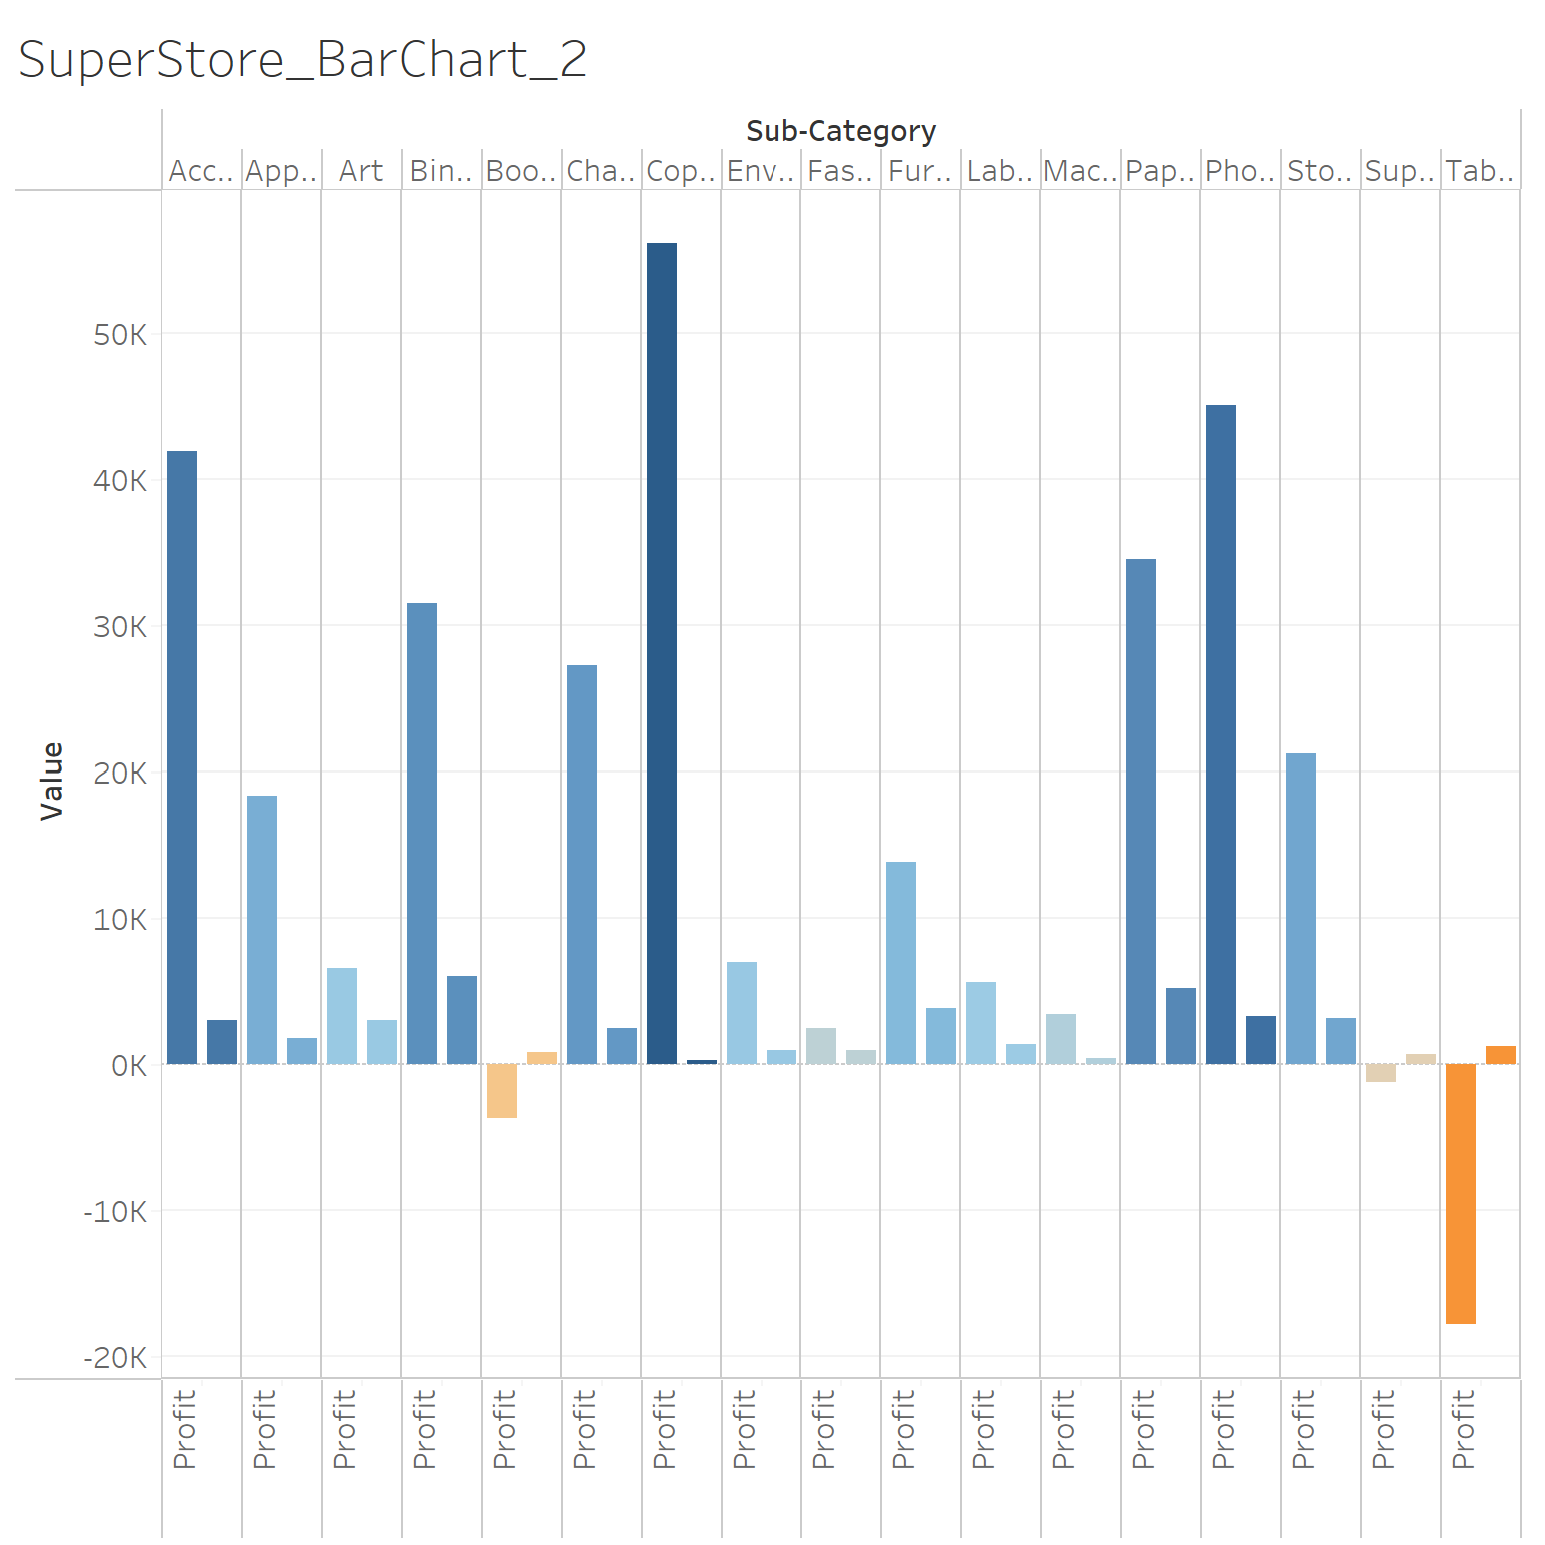 SuperStore_BarChart_2
Sub-Category
Acc.. App.. Art Bin.. Boo.. Cha.. Cop.. Env.. Fas.. Fur.. Lab.. Mac.. Pap.. Pho.. Sto.. Sup.. Tab..
50K
40K
30K
20K
10K
0K
-10K
-20K
Value
Profit Profit Profit Profit Profit Profit Profit Profit Profit Profit Profit Profit Profit Profit Profit Profit Profit